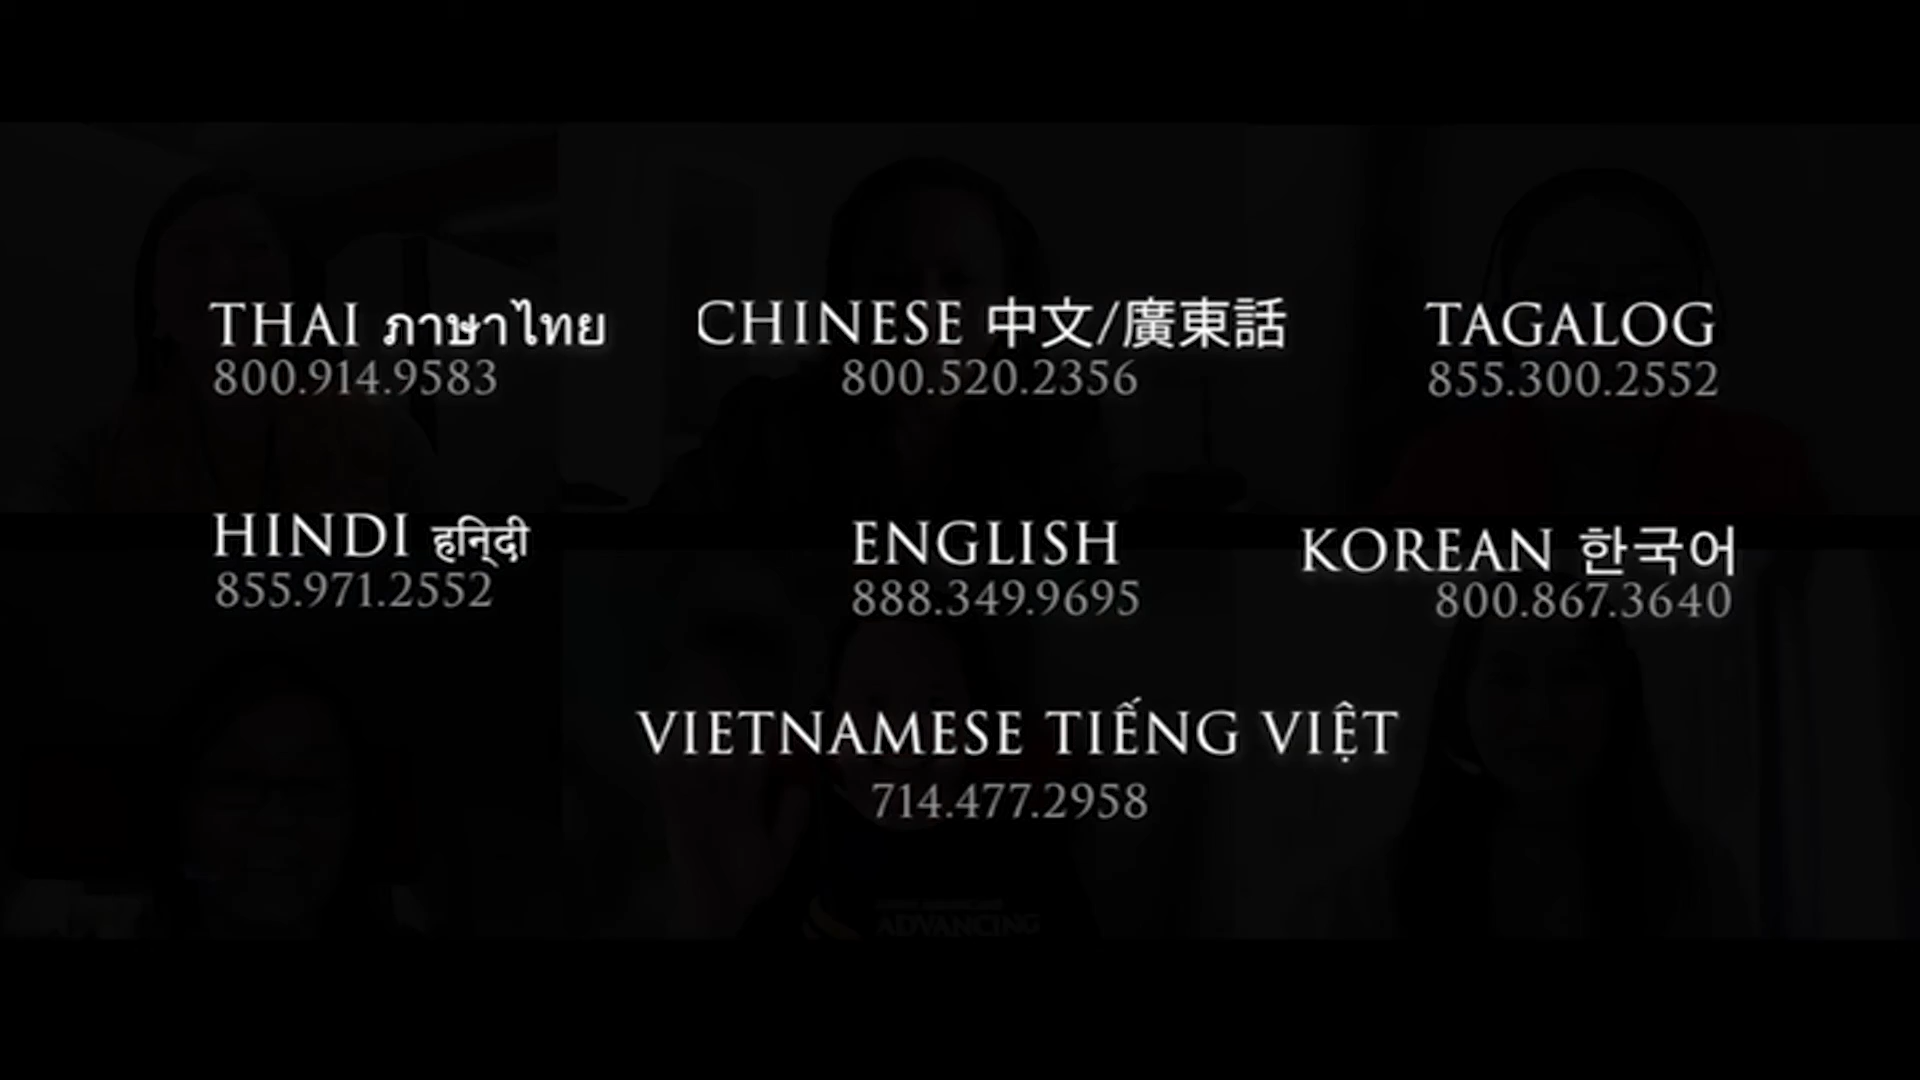 THAI ภาษาไทย
800.914.9583
CHINESE 中文/廣東話
800.520.2356
TAGALOG
855.300.2552
HINDI हिन्दी
855.971.2552
ENGLISH
888.349.9695
KOREAN 한국어
800.867.3640
VIETNAMESE TIẾNG VIỆT
714.477.2958
ADVANCING